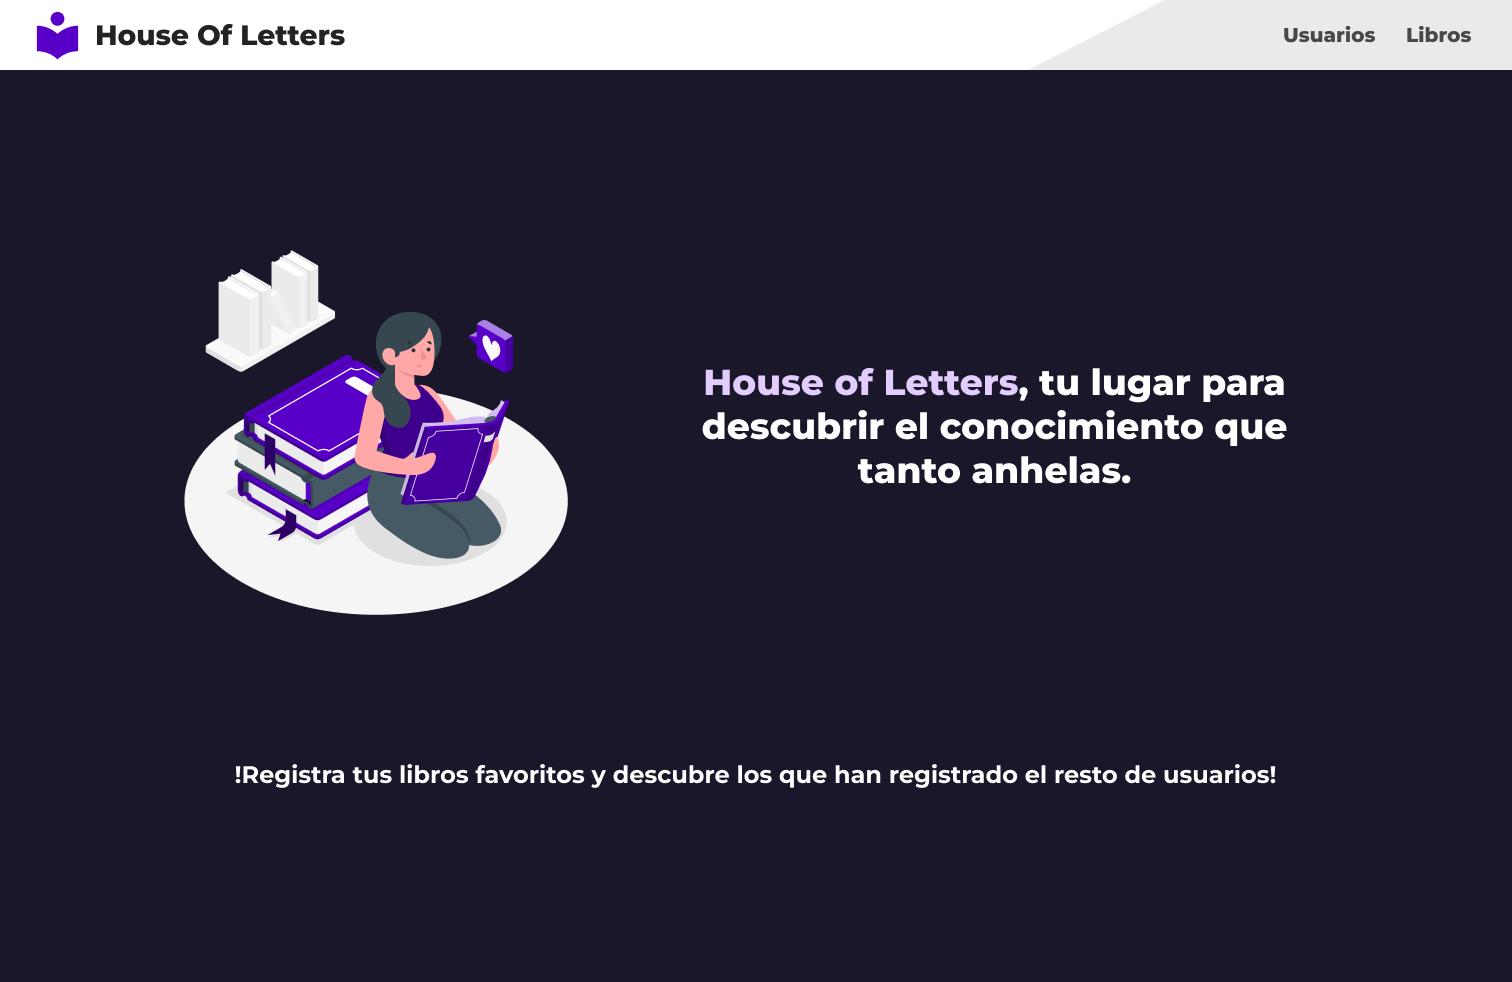 House Of Letters
Usuarios Libros
House of Letters, tu lugar para
descubrir el conocimiento que
tanto anhelas.
!Registra tus libros favoritos y descubre los que han registrado el resto de usuarios!